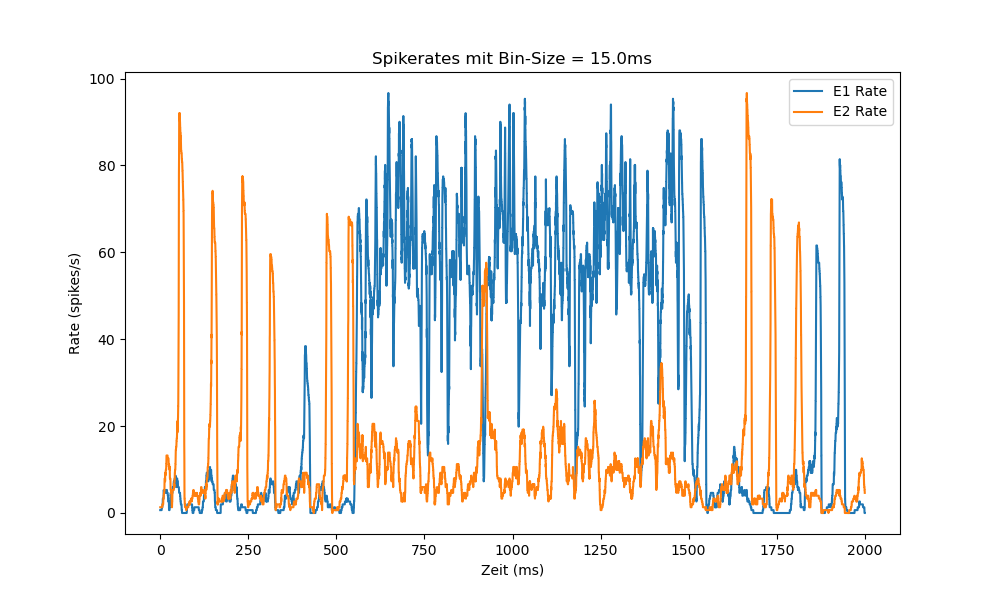 Spikerates mit Bin-Size = 15.0ms
E1 Rate
E2 Rate
Rate (spikes/s)
100
80
60
40
20
0
0 250 500 750 1000 1250 1500 1750 2000
Zeit (ms)